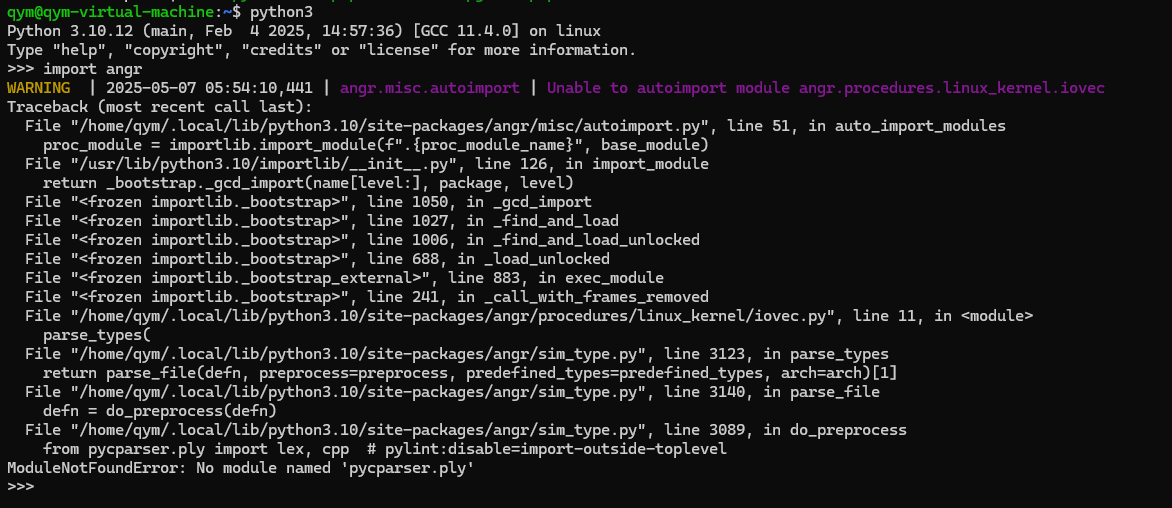 qym@qym-virtual-machine:~$ python3
Python 3.10.12 (main, Feb  4 2025, 14:57:36) [GCC 11.4.0] on linux
Type "help", "copyright", "credits" or "license" for more information.
>>> import angr
WARNING  | 2025-05-07 05:54:10,441 | angr.misc.autoimport | Unable to autoimport module angr.procedures.linux_kernel.iovec
Traceback (most recent call last):
  File "/home/qym/.local/lib/python3.10/site-packages/angr/misc/autoimport.py", line 51, in auto_import_modules
    proc_module = importlib.import_module(f".{proc_module_name}", base_module)
  File "/usr/lib/python3.10/importlib/__init__.py", line 126, in import_module
    return _bootstrap._gcd_import(name[level:], package, level)
  File "<frozen importlib._bootstrap>", line 1050, in _gcd_import
  File "<frozen importlib._bootstrap>", line 1027, in _find_and_load
  File "<frozen importlib._bootstrap>", line 1006, in _find_and_load_unlocked
  File "<frozen importlib._bootstrap>", line 688, in _load_unlocked
  File "<frozen importlib._bootstrap_external>", line 883, in exec_module
  File "<frozen importlib._bootstrap>", line 241, in _call_with_frames_removed
  File "/home/qym/.local/lib/python3.10/site-packages/angr/procedures/linux_kernel/iovec.py", line 11, in <module>
    parse_types(
  File "/home/qym/.local/lib/python3.10/site-packages/angr/sim_type.py", line 3123, in parse_types
    return parse_file(defn, preprocess=preprocess, predefined_types=predefined_types, arch=arch)[1]
  File "/home/qym/.local/lib/python3.10/site-packages/angr/sim_type.py", line 3140, in parse_file
    defn = do_preprocess(defn)
  File "/home/qym/.local/lib/python3.10/site-packages/angr/sim_type.py", line 3089, in do_preprocess
    from pycparser.ply import lex, cpp  # pylint:disable=import-outside-toplevel
ModuleNotFoundError: No module named 'pycparser.ply'
>>>